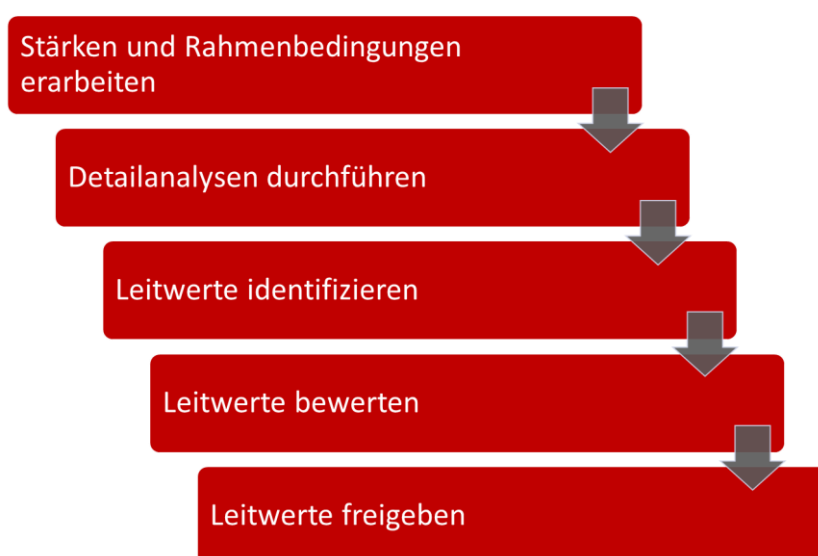 Stärken und Rahmenbedingungen
erarbeiten
Detailanalysen durchführen
Leitwerte identifizieren
Leitwerte bewerten
Leitwerte freigeben